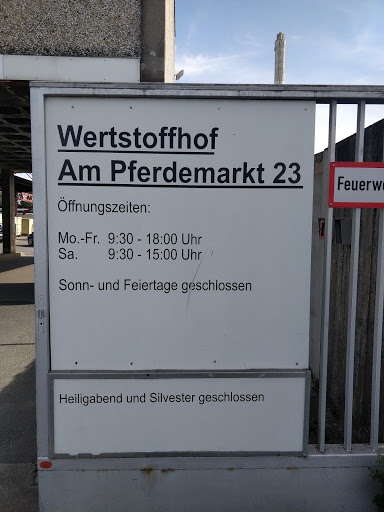 Wertstoffhof
Am Pferdemarkt 23
Öffnungszeiten:
Mo.-Fr. 9:30 - 18:00 Uhr
Sa. 9:30 - 15:00 Uhr
Sonn- und Feiertage geschlossen
Heiligabend und Silvester geschlossen
Feuerwe